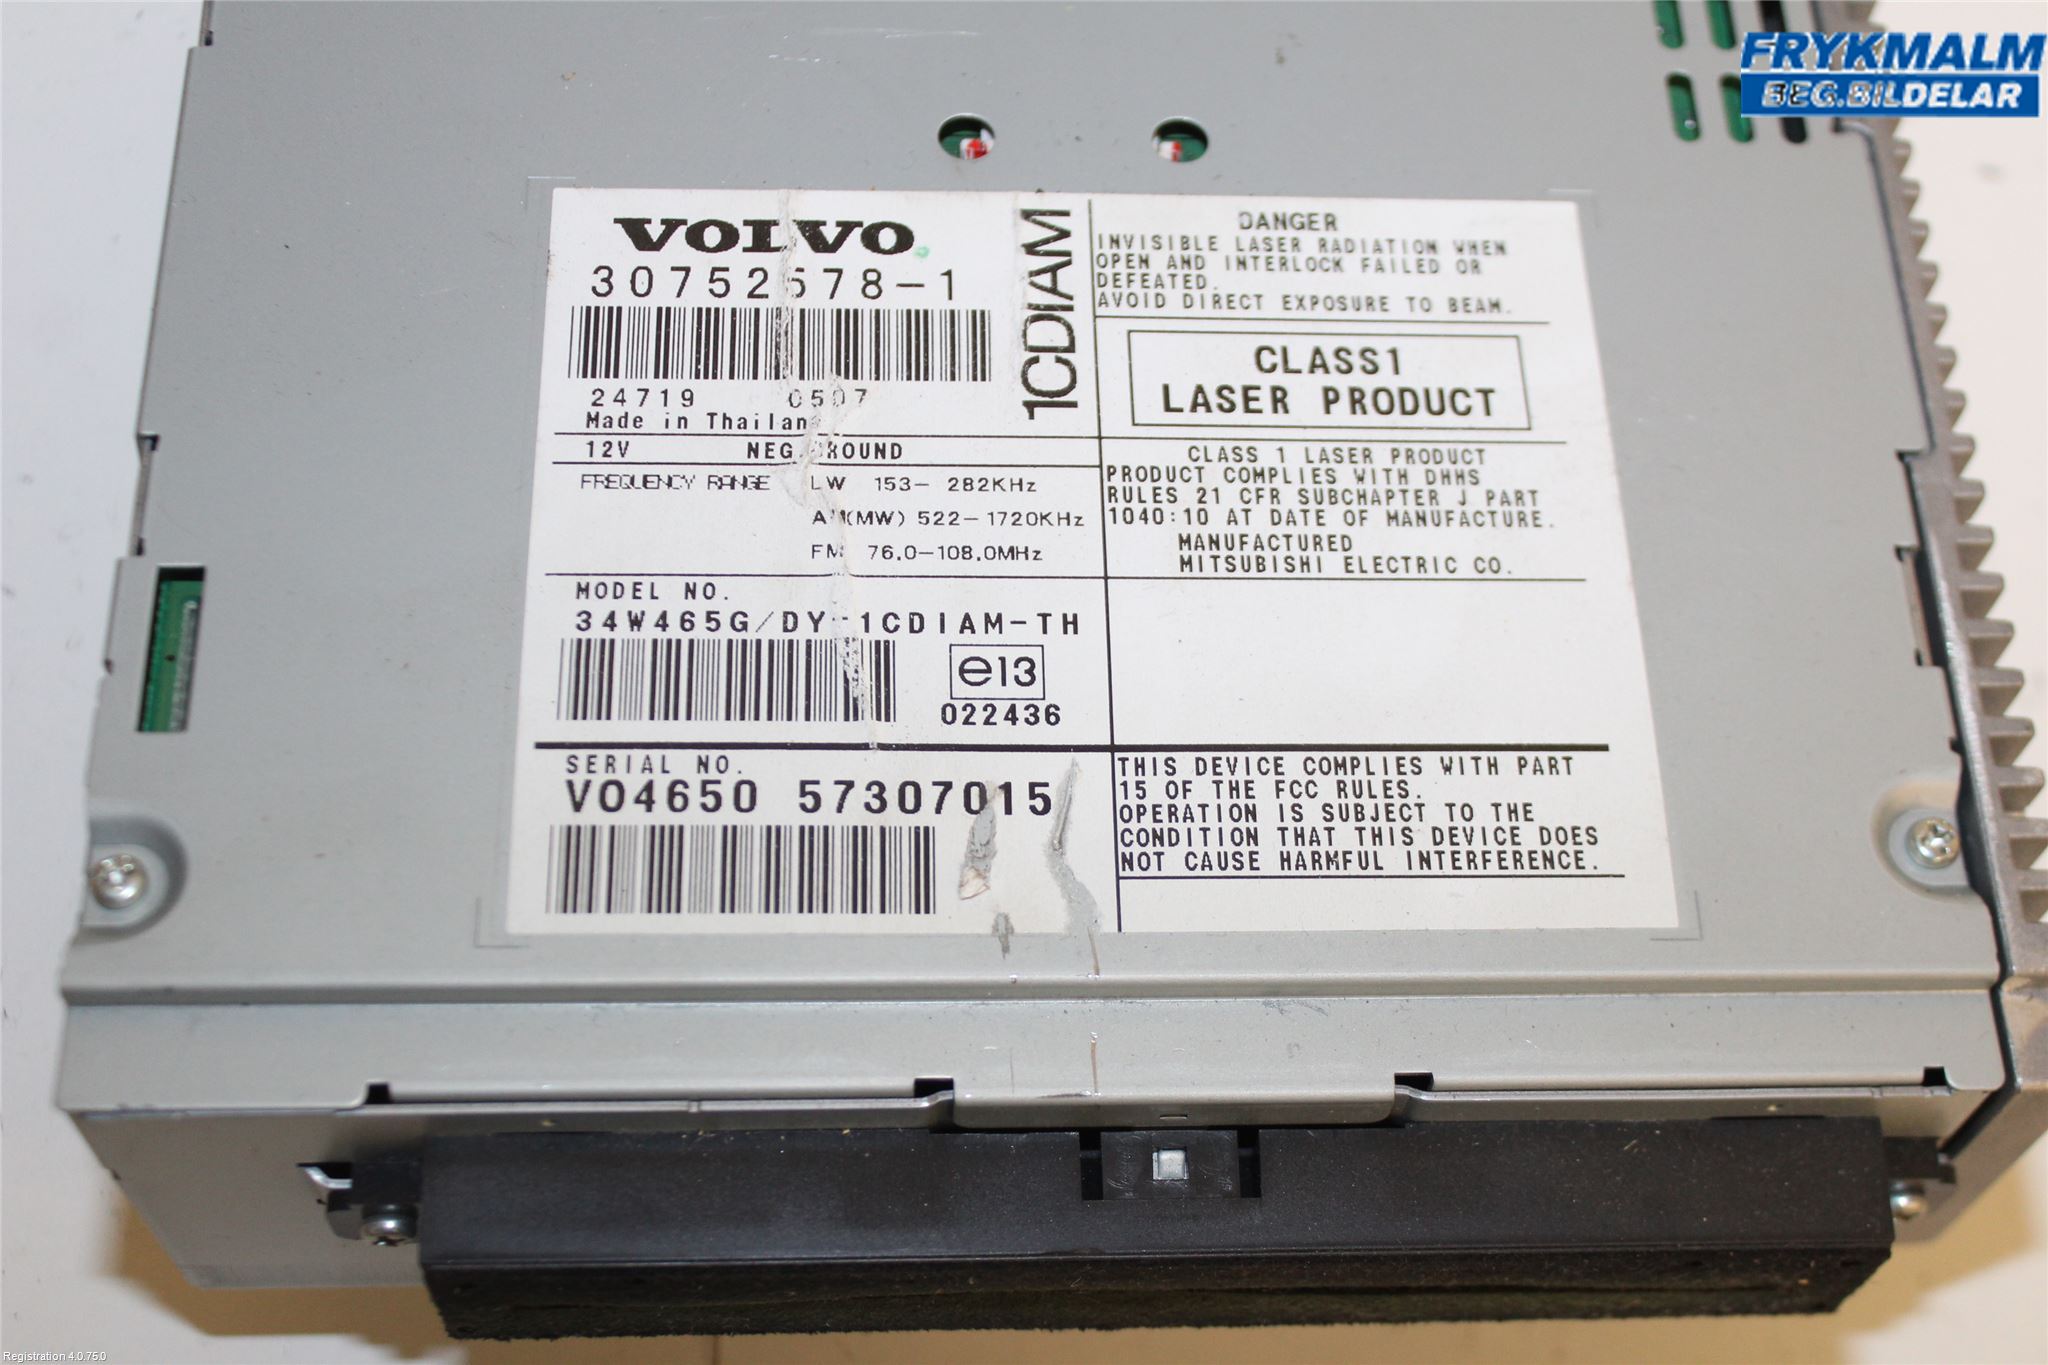 FRYKMALM
BEG.BILDELAR
VOLVO
30752678-1
24719 0507
Made in Thailand
1CDIAM
12V NEG.GROUND
FREQUENCY RANGE LW 153- 282KHz
AM(MW) 522-1720KHz
FM 76.0-108.0MHz
MODEL NO.
34W465G/DY-1CDIAM-TH
e13
022436
SERIAL NO.
VO4650 57307015
DANGER
INVISIBLE LASER RADIATION WHEN
OPEN AND INTERLOCK FAILED OR
DEFEATED.
AVOID DIRECT EXPOSURE TO BEAM.
CLASS1
LASER PRODUCT
CLASS 1 LASER PRODUCT
PRODUCT COMPLIES WITH DHHS
RULES 21 CFR SUBCHAPTER J PART
1040:10 AT DATE OF MANUFACTURE.
MANUFACTURED
MITSUBISHI ELECTRIC CO.
THIS DEVICE COMPLIES WITH PART
15 OF THE FCC RULES.
OPERATION IS SUBJECT TO THE
CONDITION THAT THIS DEVICE DOES
NOT CAUSE HARMFUL INTERFERENCE.
Registration 4.0.75.0